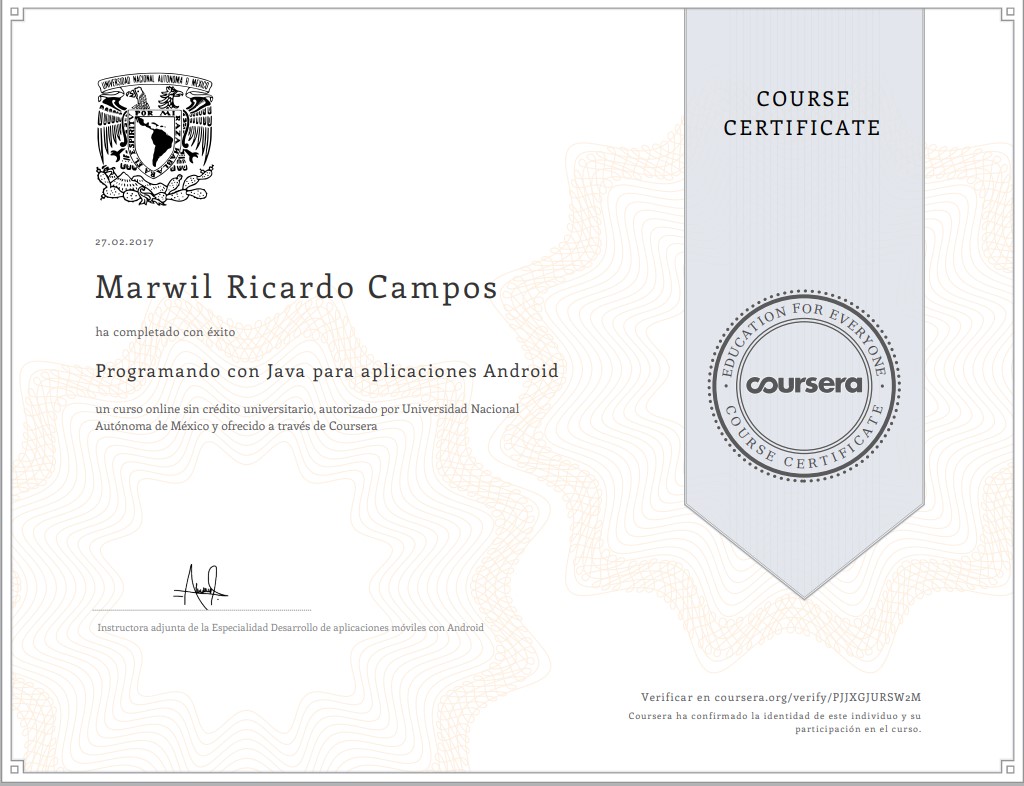 UNIVERSIDAD NACIONAL AUTÓNOMA D MÉXICO
POR MI RAZA HABLARÁ EL ESPÍRITU
COURSE
CERTIFICATE
27.02.2017
Marwil Ricardo Campos
ha completado con éxito
Programando con Java para aplicaciones Android
un curso online sin crédito universitario, autorizado por Universidad Nacional
Autónoma de México y ofrecido a través de Coursera
EDUCATION FOR EVERYONE
coursera
COURSE CERTIFICATE
Instructora adjunta de la Especialidad Desarrollo de aplicaciones móviles con Android
Verificar en coursera.org/verify/PJJXGJURSW2M
Coursera ha confirmado la identidad de este individuo y su
participación en el curso.